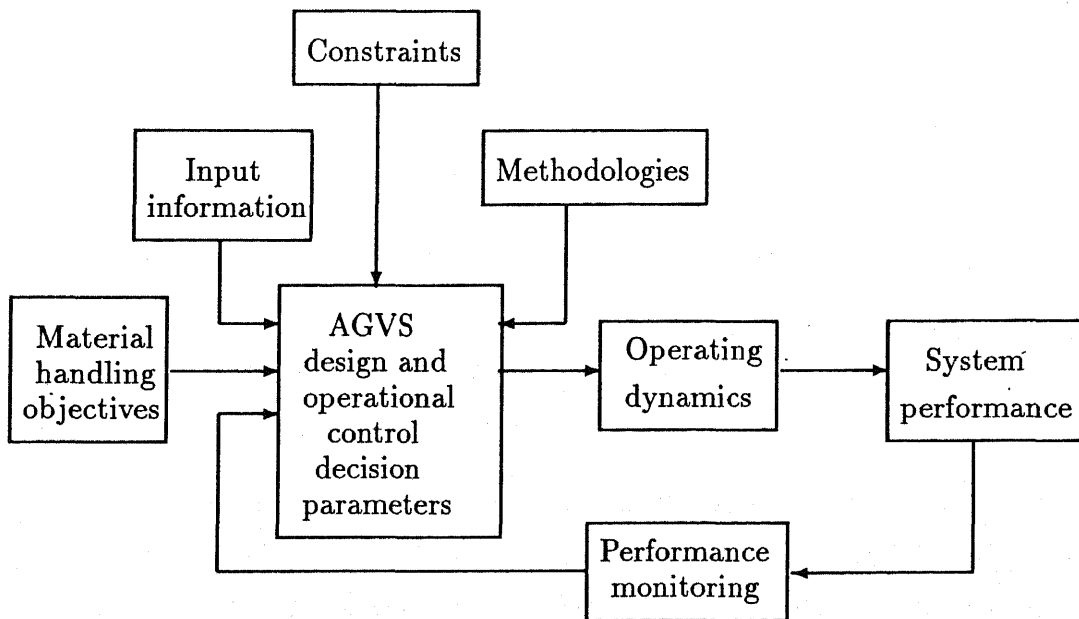 Constraints
Input
information
Methodologies
Material
handling
objectives
AGVS
design and
operational
control
decision
parameters
Operating
dynamics
System
performance
Performance
monitoring